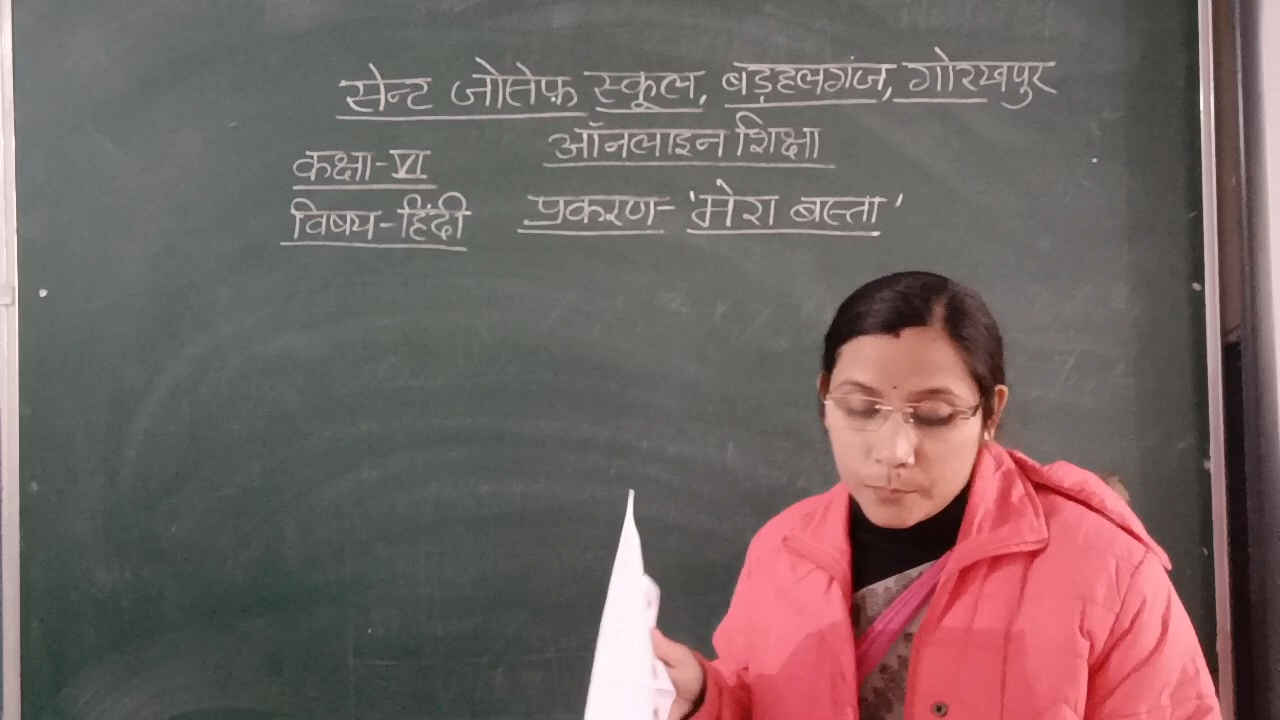 सेन्ट जोसेफ़ स्कूल, बड़हलगंज, गोरखपुर
ऑनलाइन शिक्षा
कक्षा-VI
विषय-हिंदी प्रकरण-'मेरा बस्ता'